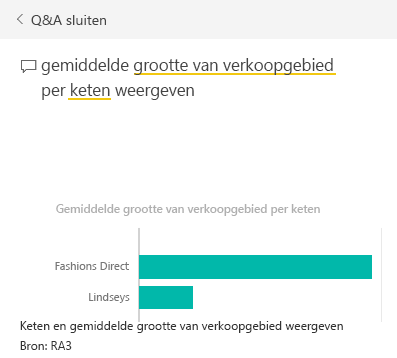 Q&A sluiten
gemiddelde grootte van verkoopgebied
per keten weergeven
Gemiddelde grootte van verkoopgebied per keten
Fashions Direct
Lindseys
Keten en gemiddelde grootte van verkoopgebied weergeven
Bron: RA3